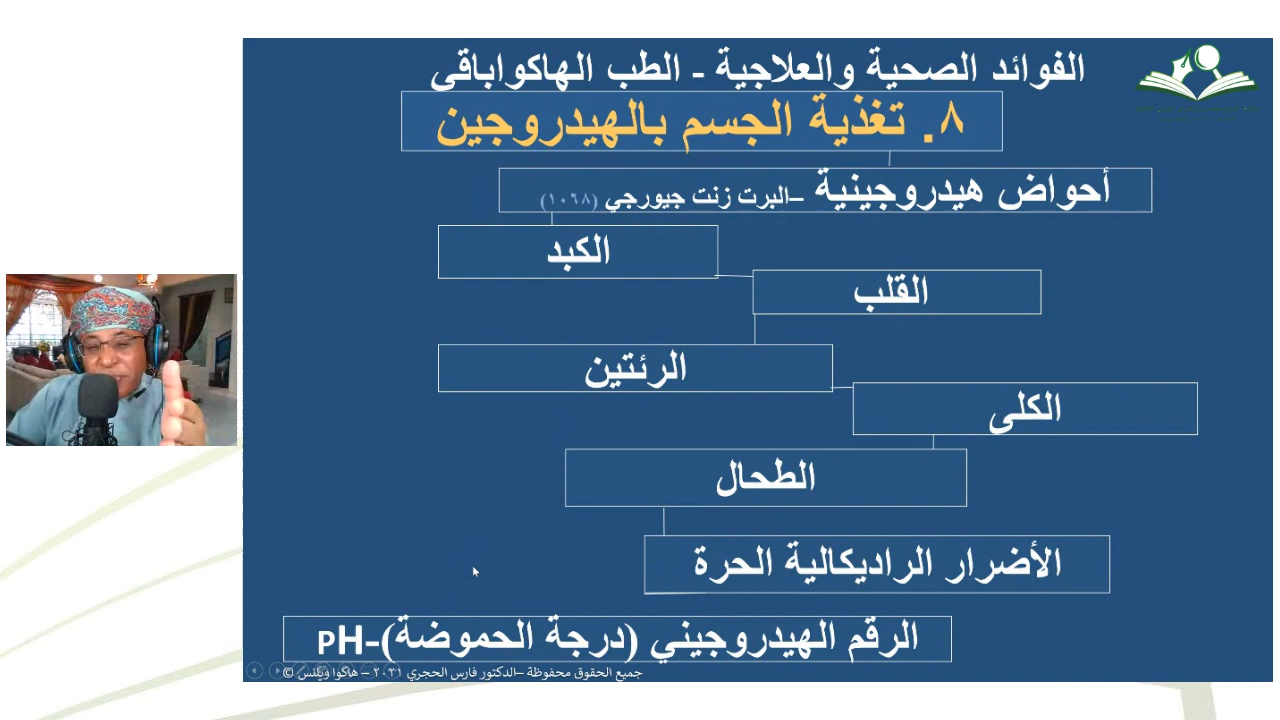 الفوائد الصحية والعلاجية - الطب الهاكواباقي
٨. تغذية الجسم بالهيدروجين
أحواض هيدروجينية –البرت زنت جيورجي (١٠٦٨)
الكبد
القلب
الرئتين
الكلى
الطحال
الأضرار الراديكالية الحرة
الرقم الهيدروجيني (درجة الحموضة)-pH
جميع الحقوق محفوظة –الدكتور فارس الحجري ٢٠٢١ – هاكوا ويلنس ©